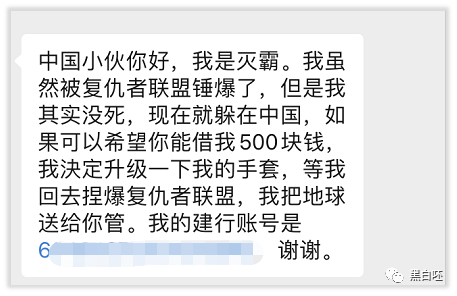 中国小伙你好，我是灭霸。我虽
然被复仇者联盟锤爆了，但是我
其实没死，现在就躲在中国，如
果可以希望你能借我500块钱，
我决定升级一下我的手套，等我
回去捏爆复仇者联盟，我把地球
送给你管。我的建行账号是
6 谢谢。
黑白呸